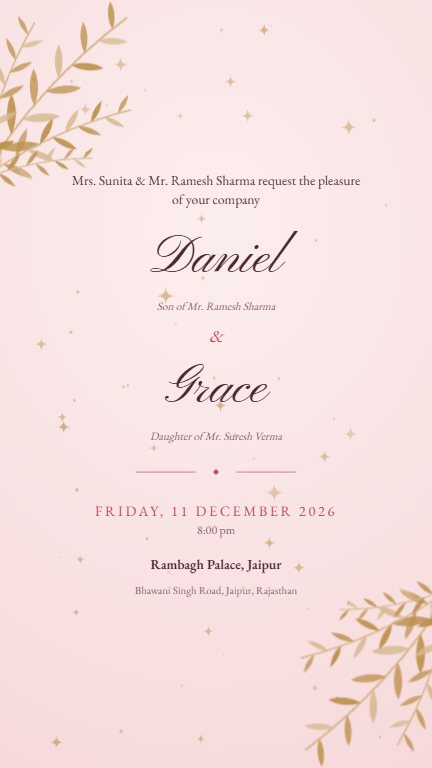 Mrs. Sunita & Mr. Ramesh Sharma request the pleasure
of your company
Daniel
Son of Mr. Ramesh Sharma
&
Grace
Daughter of Mr. Suresh Verma
FRIDAY, 11 DECEMBER 2026
8:00 pm
Rambagh Palace, Jaipur
Bhawani Singh Road, Jaipur, Rajasthan